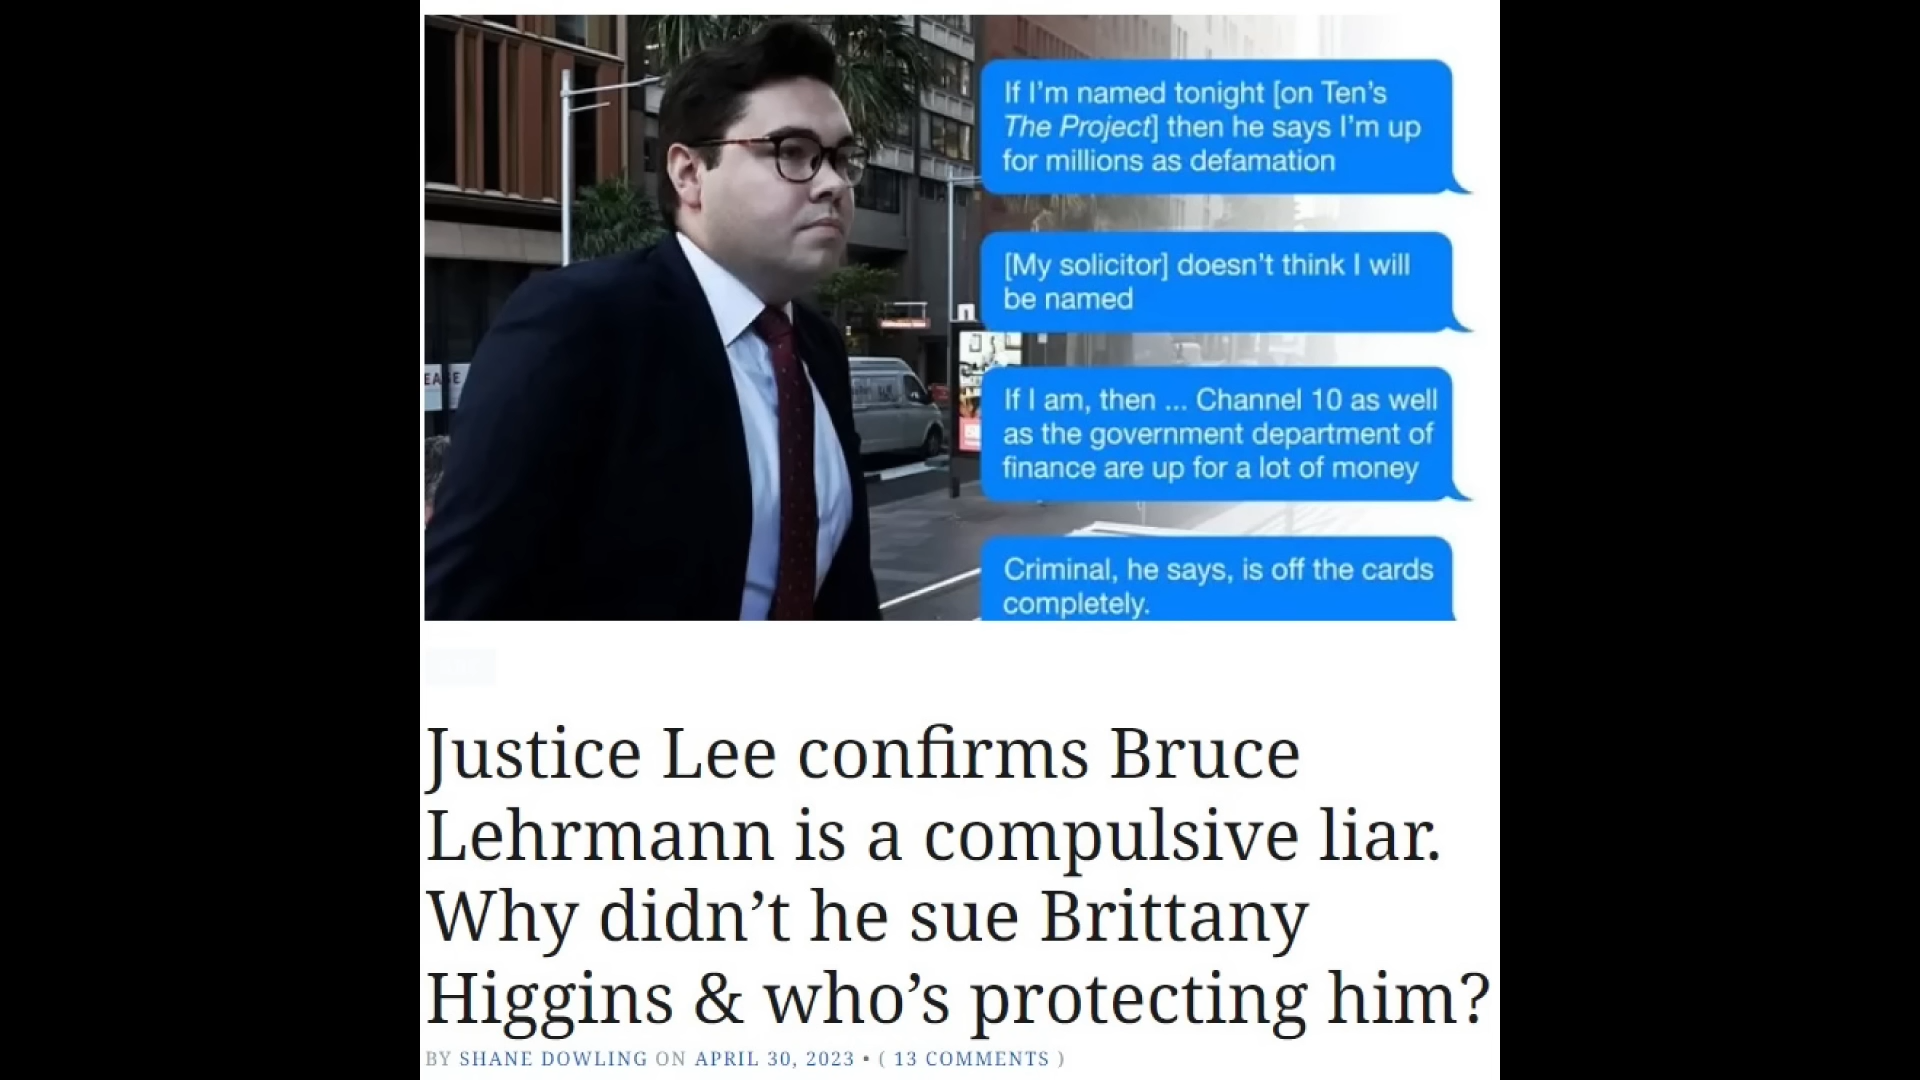 If I'm named tonight [on Ten's
The Project] then he says I'm up
for millions as defamation
[My solicitor] doesn't think I will
be named
If I am, then ... Channel 10 as well
as the government department of
finance are up for a lot of money
Criminal, he says, is off the cards
completely.
Justice Lee confirms Bruce
Lehrmann is a compulsive liar.
Why didn't he sue Brittany
Higgins & who's protecting him?
BY SHANE DOWLING ON APRIL 30, 2023 • ( 13 COMMENTS )